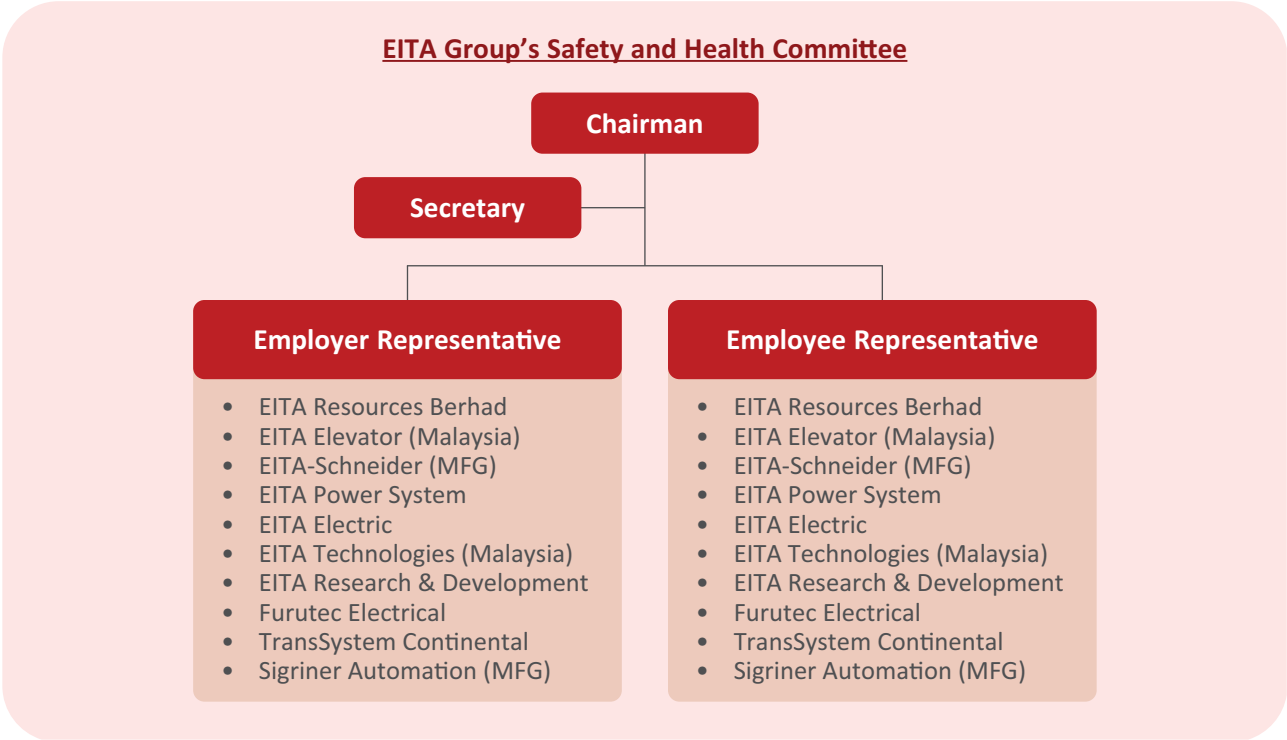 EITA Group’s Safety and Health Committee
Chairman
Secretary
Employer Representative
• EITA Resources Berhad
• EITA Elevator (Malaysia)
• EITA-Schneider (MFG)
• EITA Power System
• EITA Electric
• EITA Technologies (Malaysia)
• EITA Research & Development
• Furutec Electrical
• TransSystem Continental
• Sigriner Automation (MFG)
Employee Representative
• EITA Resources Berhad
• EITA Elevator (Malaysia)
• EITA-Schneider (MFG)
• EITA Power System
• EITA Electric
• EITA Technologies (Malaysia)
• EITA Research & Development
• Furutec Electrical
• TransSystem Continental
• Sigriner Automation (MFG)